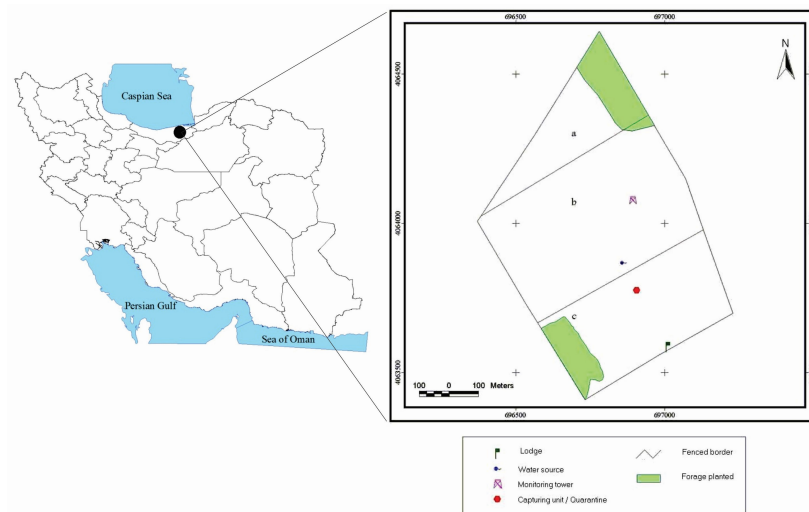 Caspian Sea
Persian Gulf
Sea of Oman
696500 697000
N
4064500
a
b
4064000
c
4063500
100 0 100 Meters
696500 697000
Lodge
Water source
Monitoring tower
Capturing unit / Quarantine
Fenced border
Forage planted